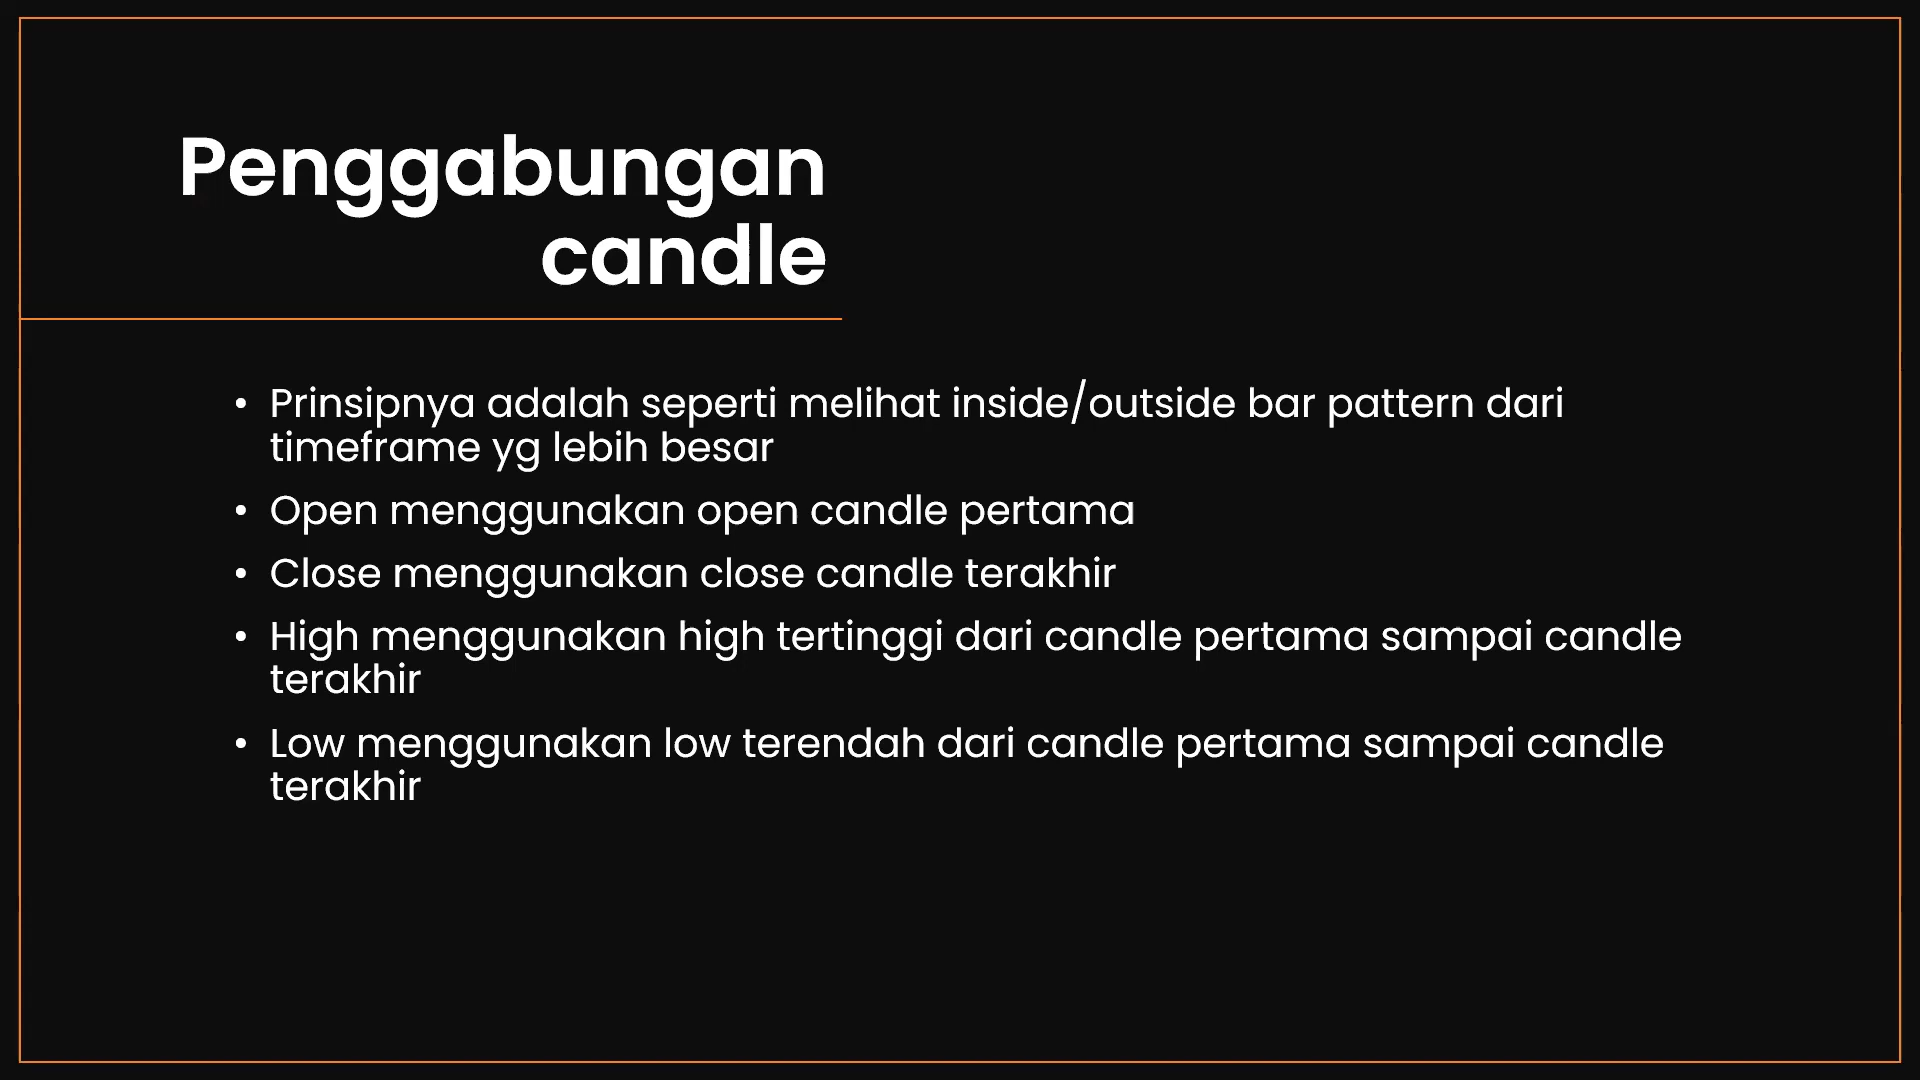 Penggabungan
candle
• Prinsipnya adalah seperti melihat inside/outside bar pattern dari
timeframe yg lebih besar
• Open menggunakan open candle pertama
• Close menggunakan close candle terakhir
• High menggunakan high tertinggi dari candle pertama sampai candle
terakhir
• Low menggunakan low terendah dari candle pertama sampai candle
terakhir